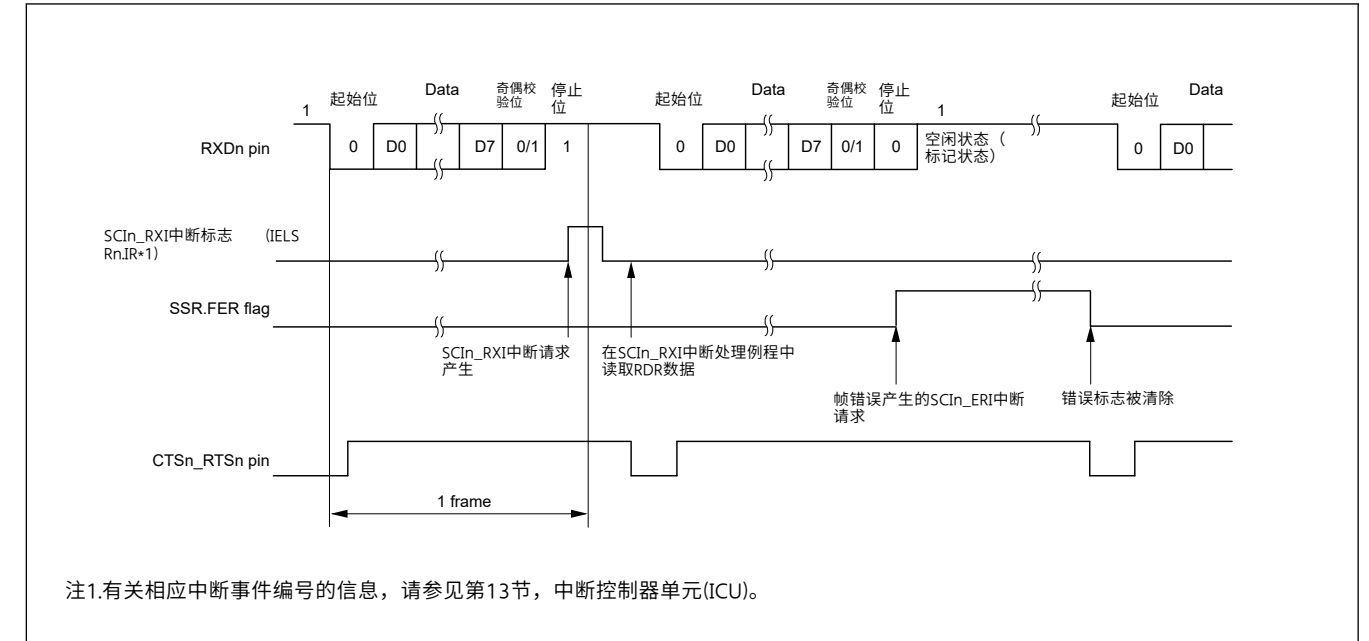 Data 奇偶校 停止 Data 奇偶校 停止 Data
1 起始位 验位 位 起始位 验位 位 1 起始位
RXDn pin 0 D0 D7 0/1 1 0 D0 D7 0/1 0 空闲状态（ 0 D0
标记状态）
SCIn_RXI中断标志 (IELS
Rn.IR*1)
SSR.FER flag
SCIn_RXI中断请求 在SCIn_RXI中断处理例程中
产生 读取RDR数据
帧错误产生的SCIn_ERI中断 错误标志被清除
请求
CTSn_RTSn pin
1 frame
注1.有关相应中断事件编号的信息，请参见第13节，中断控制器单元(ICU)。